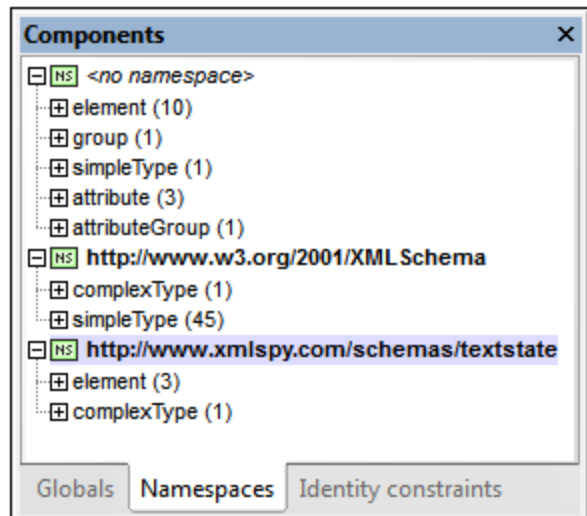 Components
NS <no namespace>
element (10)
group (1)
simpleType (1)
attribute (3)
attributeGroup (1)
NS http://www.w3.org/2001/XMLSchema
complexType (1)
simpleType (45)
NS http://www.xmlspy.com/schemas/textstate
element (3)
complexType (1)
Globals Namespaces Identity constraints